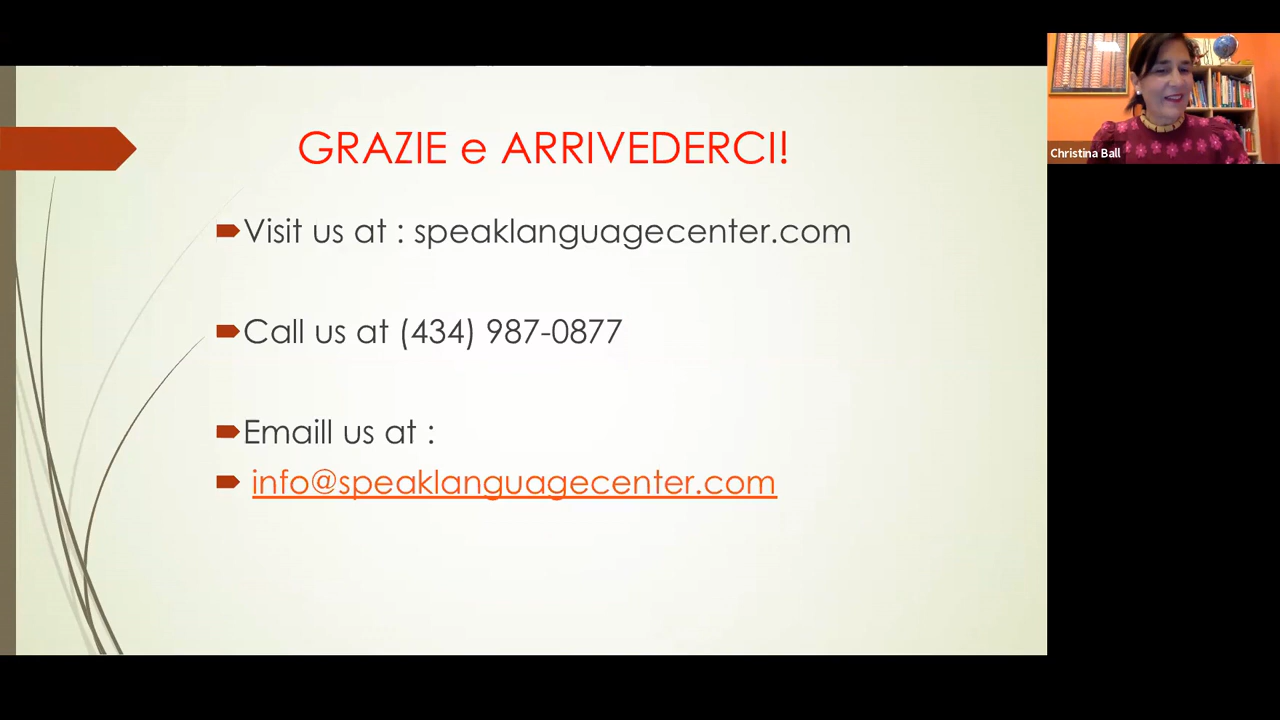 GRAZIE e ARRIVEDERCI!
Visit us at : speaklanguagecenter.com
Call us at (434) 987-0877
Emaill us at :
info@speaklanguagecenter.com
Christina Ball